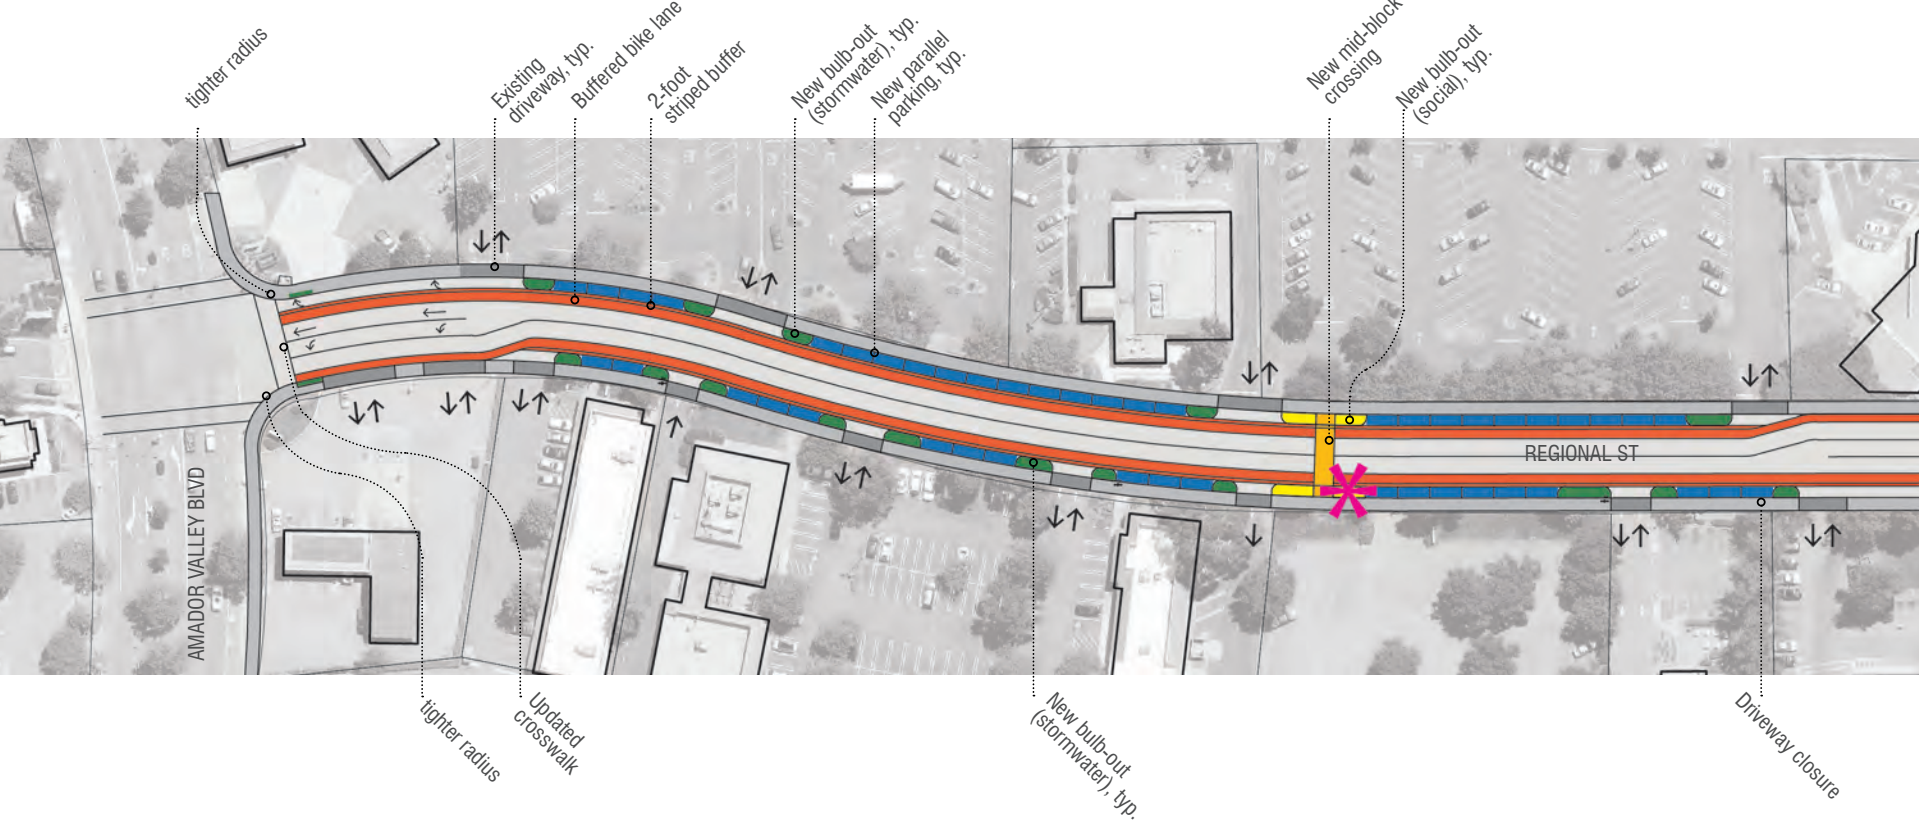 tighter radius
Existing
driveway, typ.
Buffered bike lane
2-foot
striped buffer
New bulb-out
(stormwater), typ.
New parallel
parking, typ.
New mid-block
crossing
New bulb-out
(social), typ.
REGIONAL ST
AMADOR VALLEY BLVD
tighter radius
Updated
crosswalk
New bulb-out
(stormwater), typ.
Driveway closure